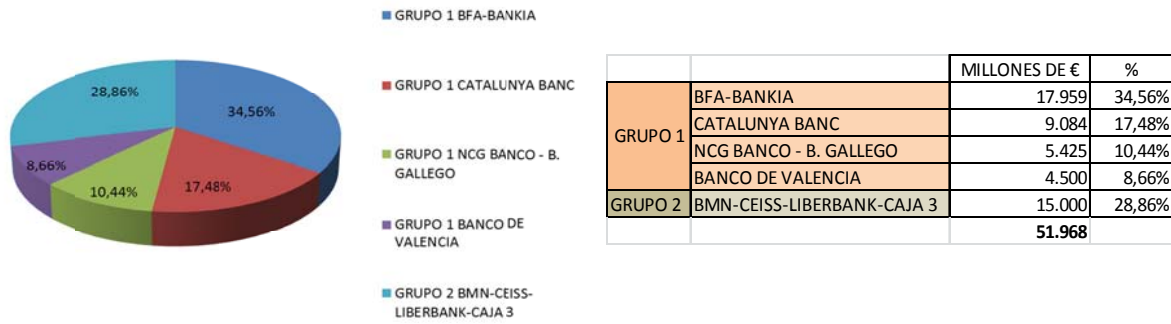 GRUPO 1 BFA-BANKIA
GRUPO 1 CATALUNYA BANC
GRUPO 1 NCG BANCO - B.
GALLEGO
GRUPO 1 BANCO DE
VALENCIA
GRUPO 2 BMN-CEISS-
LIBERBANK-CAJA 3
28,86%
34,56%
8,66%
10,44%
17,48%
MILLONES DE € %
GRUPO 1
BFA-BANKIA 17.959 34,56%
CATALUNYA BANC 9.084 17,48%
NCG BANCO - B. GALLEGO 5.425 10,44%
BANCO DE VALENCIA 4.500 8,66%
GRUPO 2 BMN-CEISS-LIBERBANK-CAJA 3 15.000 28,86%
51.968